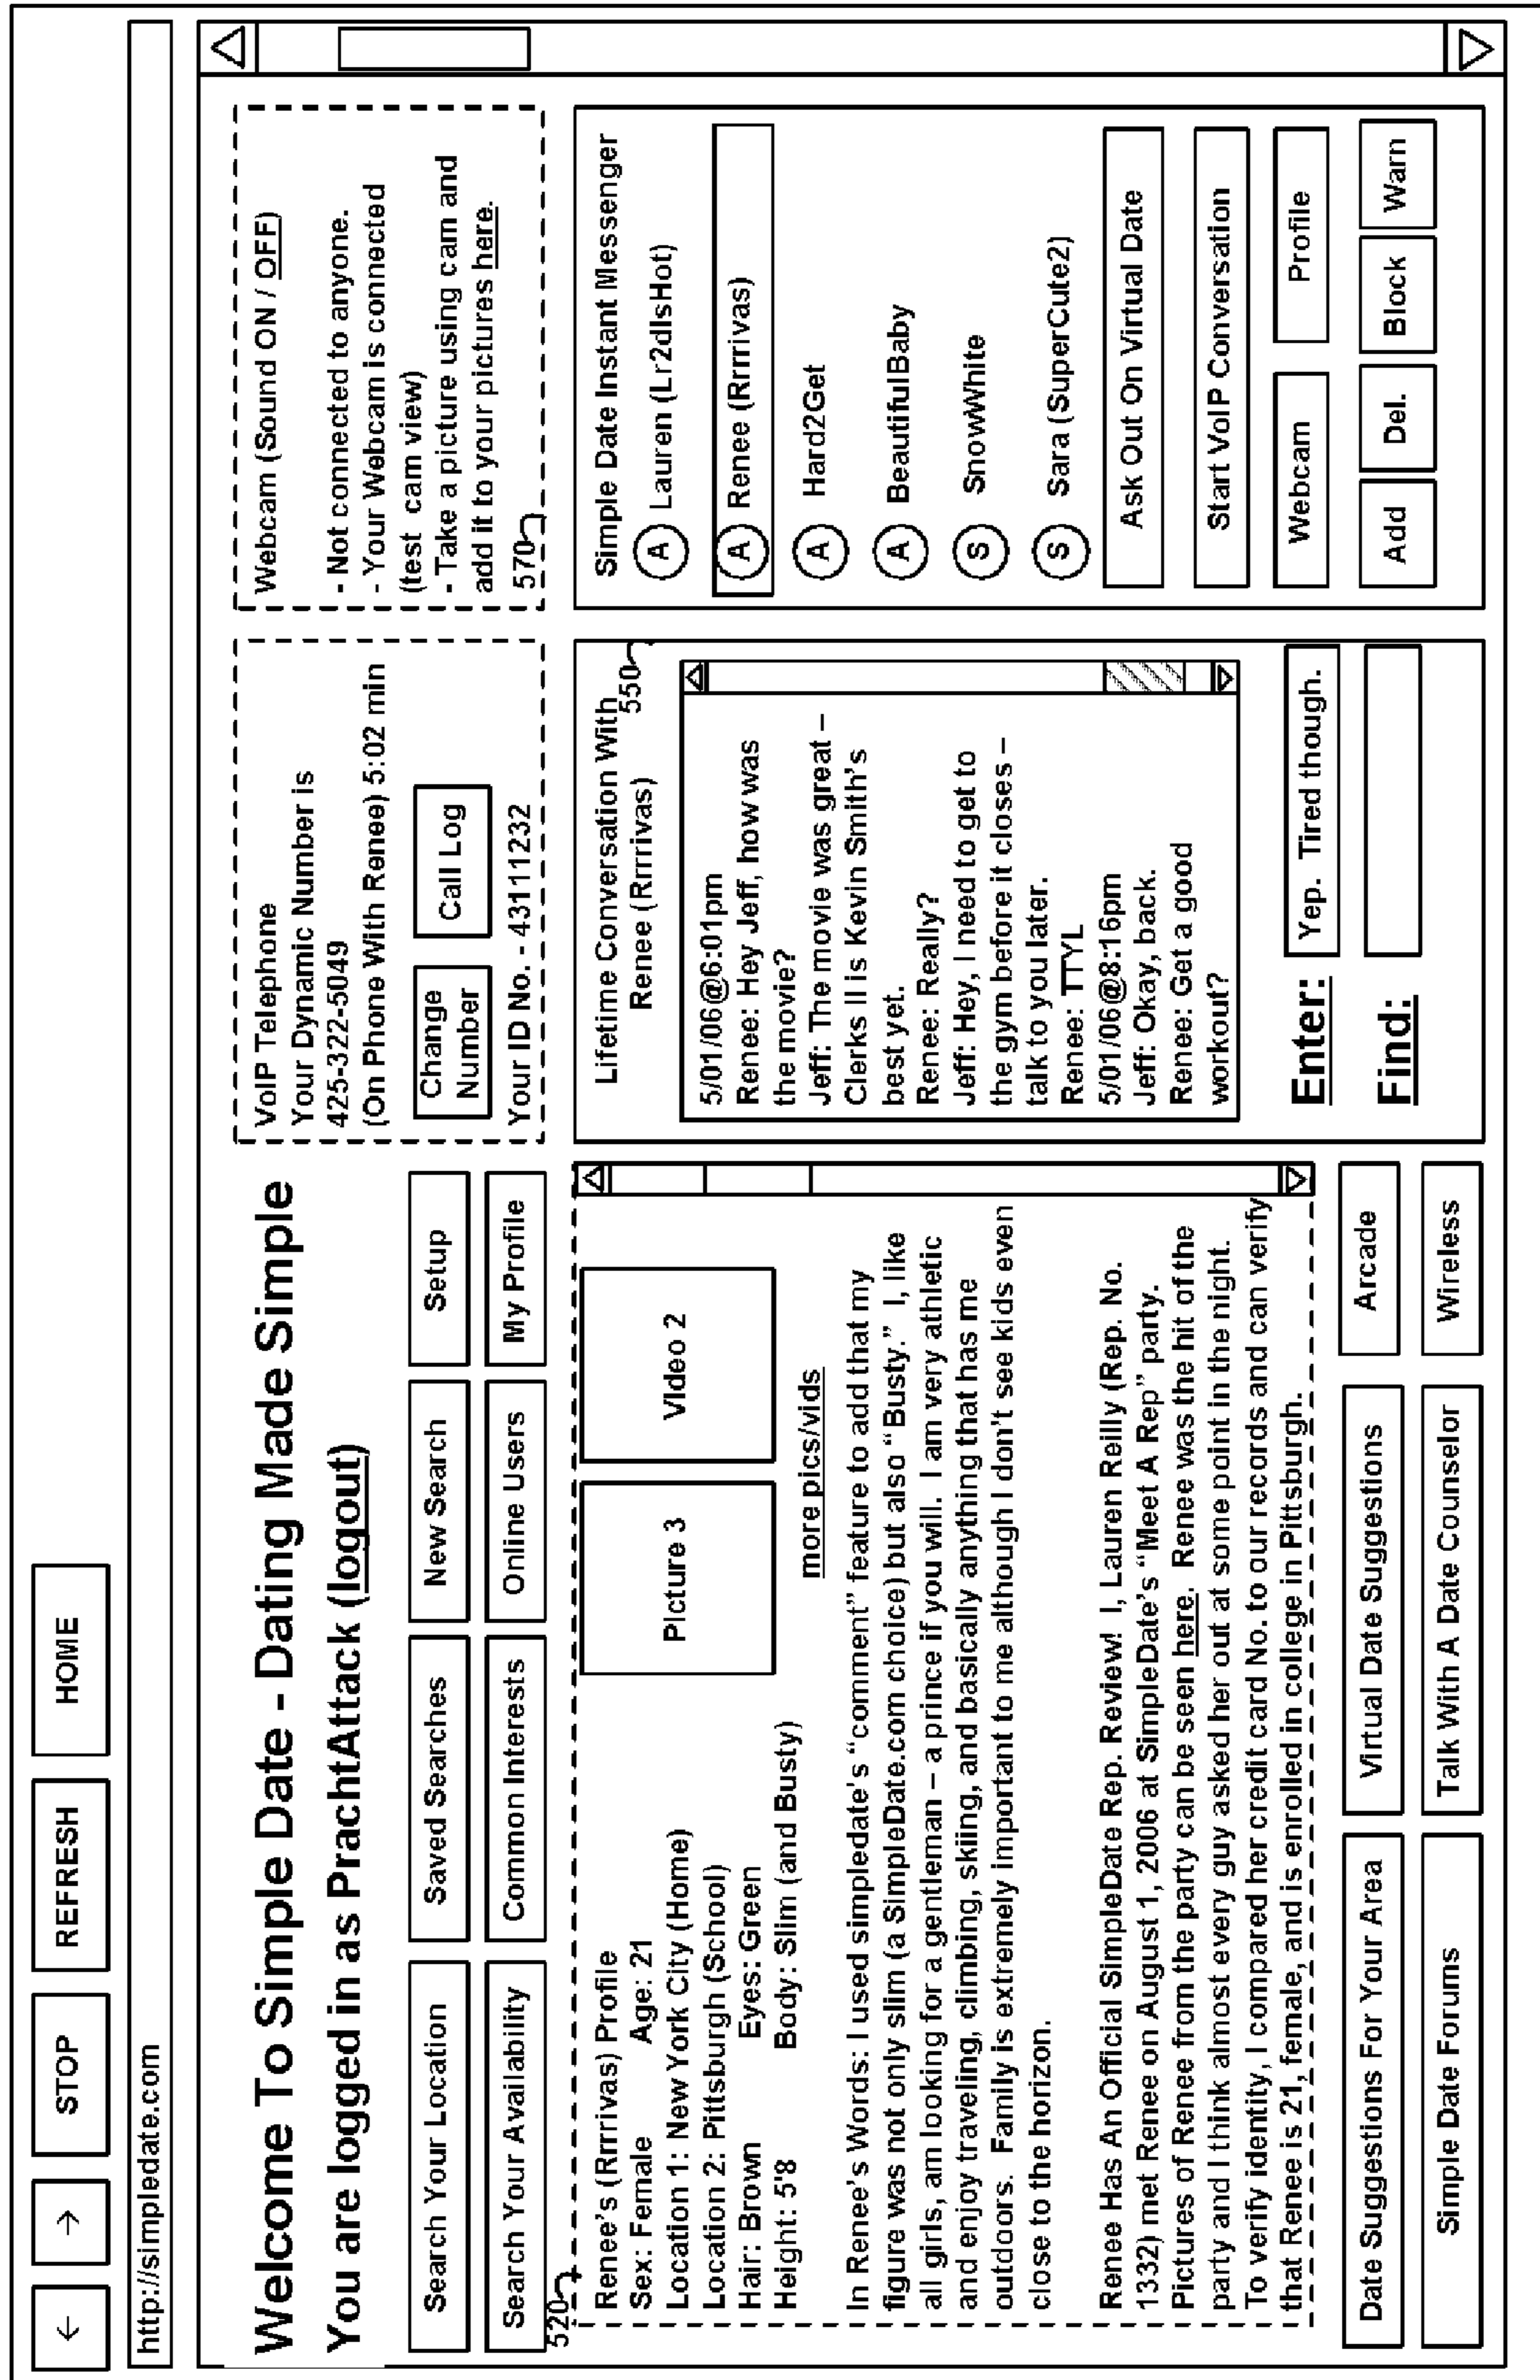 ← → STOP REFRESH HOME
http://simpledate.com
Welcome To Simple Date - Dating Made Simple
You are logged in as PrachtAttack (logout)
Search Your Location Saved Searches New Search Setup
Search Your Availability Common Interests Online Users My Profile
VoIP Telephone
Your Dynamic Number is
425-322-5049
(On Phone With Renee) 5:02 min
Change
Number
Call Log
Your ID No. - 43111232
Webcam (Sound ON / OFF)
- Not connected to anyone.
- Your Webcam is connected
(test cam view)
- Take a picture using cam and
add it to your pictures here.
570
520
Renee's (Rrrrivas) Profile
Sex: Female Age: 21
Location 1: New York City (Home)
Location 2: Pittsburgh (School)
Hair: Brown Eyes: Green
Height: 5'8 Body: Slim (and Busty)
Picture 3
Video 2
more pics/vids
In Renee's Words: I used simpledate's “comment” feature to add that my
figure was not only slim (a SimpleDate.com choice) but also “Busty.” I, like
all girls, am looking for a gentleman – a prince if you will. I am very athletic
and enjoy traveling, climbing, skiing, and basically anything that has me
outdoors. Family is extremely important to me although I don't see kids even
close to the horizon.
Renee Has An Official SimpleDate Rep. Review! I, Lauren Reilly (Rep. No.
1332) met Renee on August 1, 2006 at SimpleDate's “Meet A Rep” party.
Pictures of Renee from the party can be seen here. Renee was the hit of the
party and I think almost every guy asked her out at some point in the night.
To verify identity, I compared her credit card No. to our records and can verify
that Renee is 21, female, and is enrolled in college in Pittsburgh.
Date Suggestions For Your Area Virtual Date Suggestions Arcade
Simple Date Forums Talk With A Date Counselor Wireless
Lifetime Conversation With
Renee (Rrrrivas)
550
5/01/06@6:01pm
Renee: Hey Jeff, how was
the movie?
Jeff: The movie was great –
Clerks II is Kevin Smith's
best yet.
Renee: Really?
Jeff: Hey, I need to get to
the gym before it closes –
talk to you later.
Renee: TTYL
5/01/06@8:16pm
Jeff: Okay, back.
Renee: Get a good
workout?
Enter: Yep. Tired though.
Find:
Simple Date Instant Messenger
A Lauren (Lr2dIsHot)
A Renee (Rrrrivas)
A Hard2Get
A BeautifulBaby
S SnowWhite
S Sara (SuperCute2)
Ask Out On Virtual Date
Start VoIP Conversation
Webcam Profile
Add Del. Block Warn